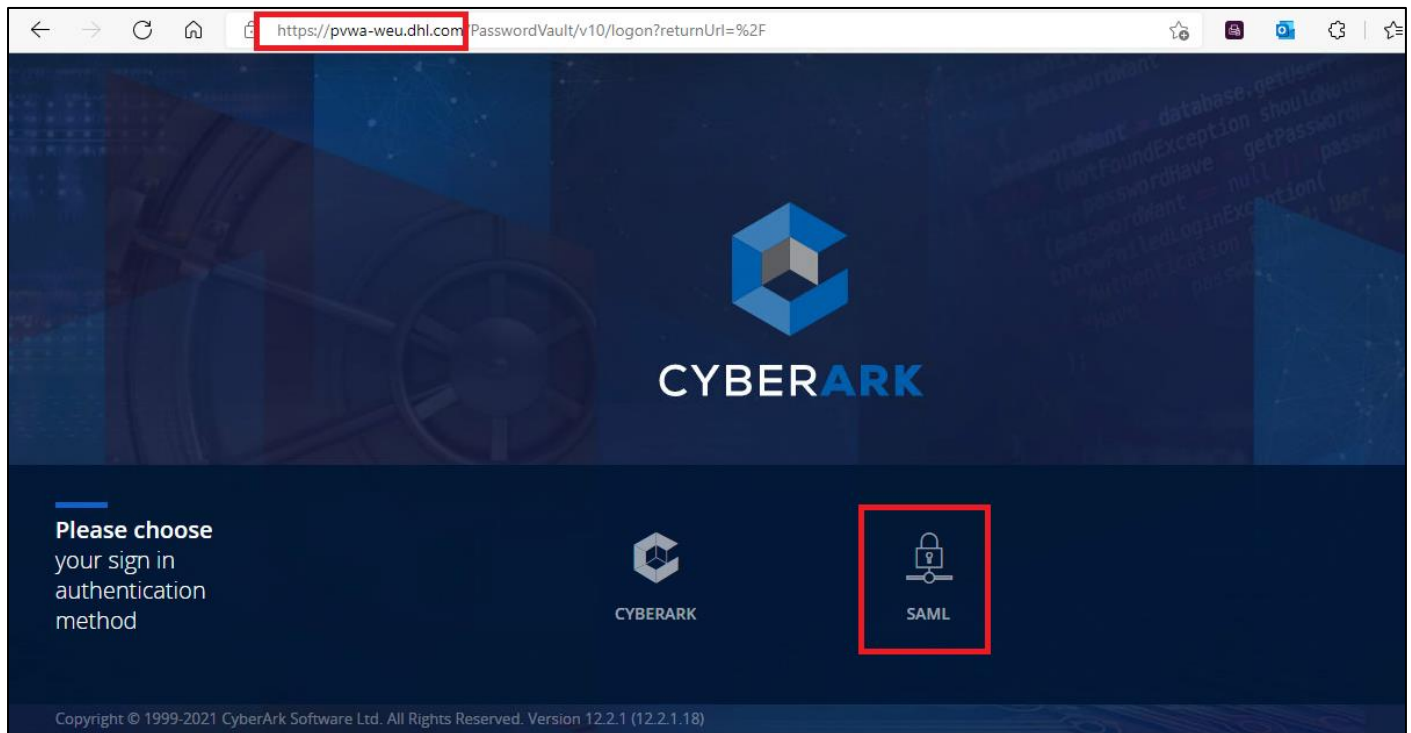 https://pvwa-weu.dhl.com/PasswordVault/v10/logon?returnUrl=%2F
CYBERARK
Please choose
your sign in
authentication
method
CYBERARK
SAML
Copyright © 1999-2021 CyberArk Software Ltd. All Rights Reserved. Version 12.2.1 (12.2.1.18)